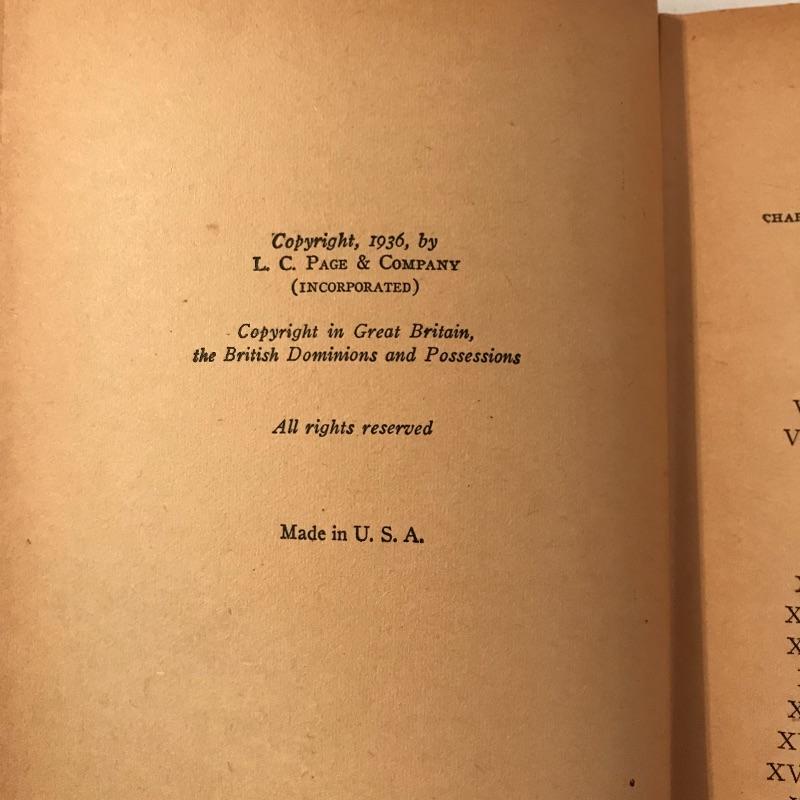 Copyright, 1936, by
L. C. PAGE & COMPANY
(INCORPORATED)
Copyright in Great Britain,
the British Dominions and Possessions
All rights reserved
Made in U. S. A.